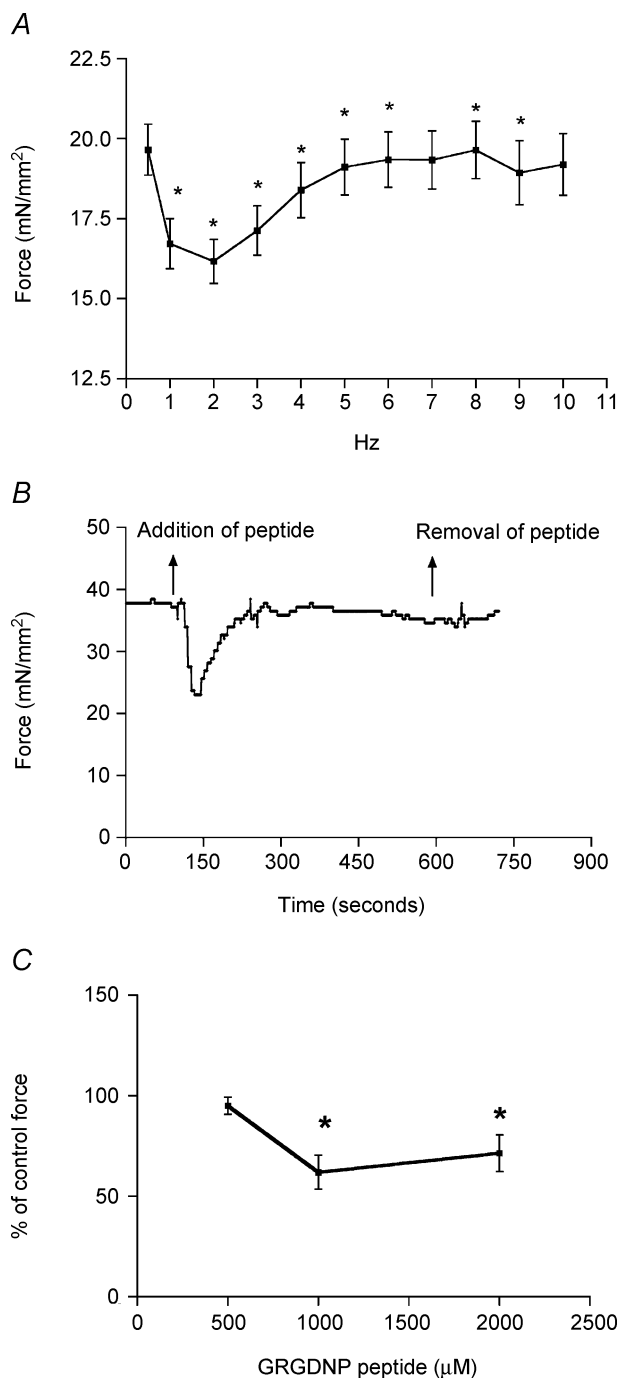 A
22.5
20.0
17.5
15.0
12.5
Force (mN/mm²)
* * * * * * * *
0 1 2 3 4 5 6 7 8 9 10 11
Hz
B
50
40
30
20
10
0
Force (mN/mm²)
Addition of peptide
Removal of peptide
0 150 300 450 600 750 900
Time (seconds)
C
150
100
50
0
% of control force
* *
0 500 1000 1500 2000 2500
GRGDNP peptide (μM)